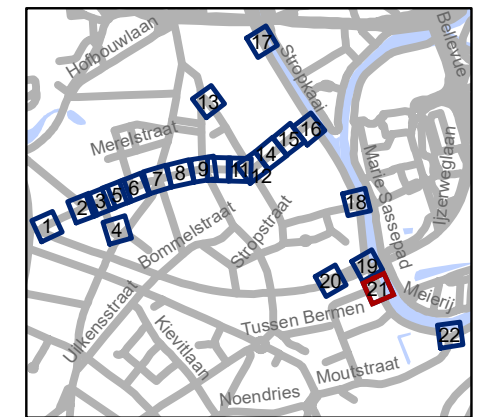 Hofbouwlaan
17
Stropkaai
Bellevue
13
Merelstraat
16
15
14
12
11
9
8
7
6
5
3
2
1
4
Marie Sassepad
Ijzerweglaan
18
Bommelstraat
Stropstraat
19
20
21
Meierij
22
Uilkensstraat
Tussen Bermen
Kievitlaan
Moutstraat
Noendries